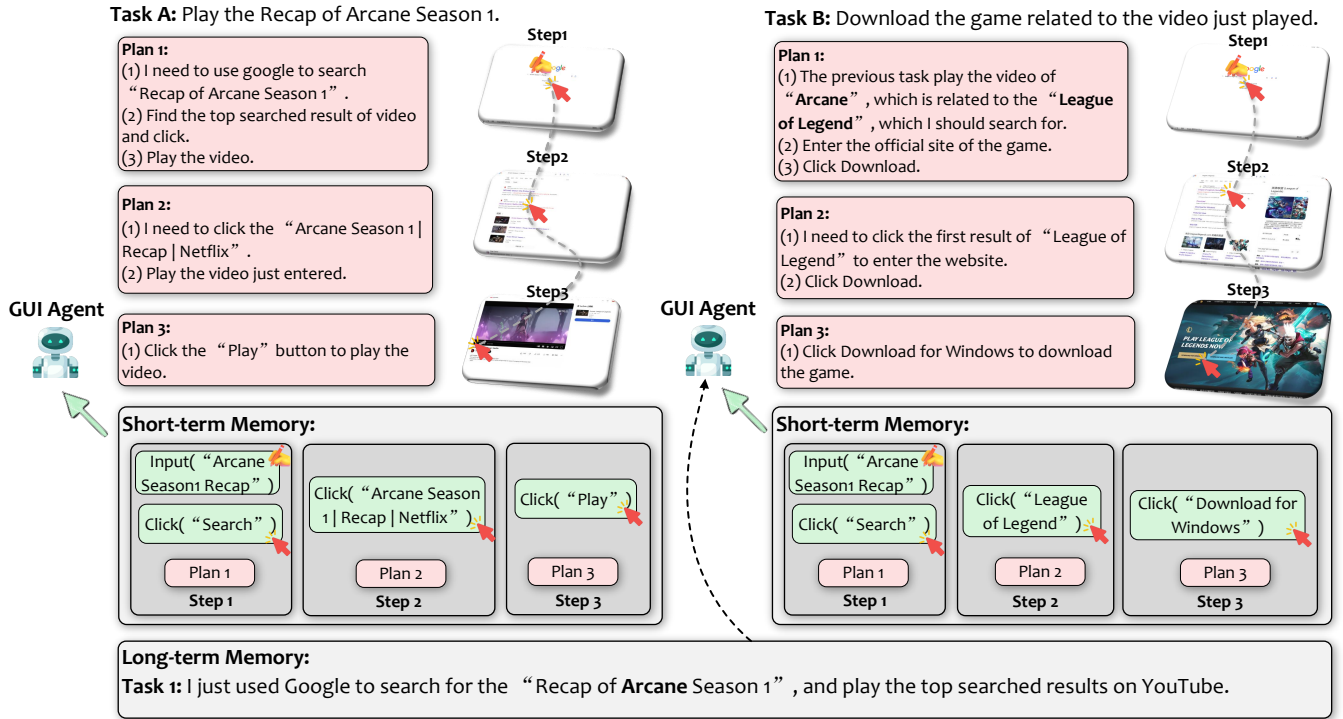 Task A: Play the Recap of Arcane Season 1.
Plan 1:
(1) I need to use google to search
“Recap of Arcane Season 1”.
(2) Find the top searched result of video
and click.
(3) Play the video.
Plan 2:
(1) I need to click the “Arcane Season 1|
Recap | Netflix”.
(2) Play the video just entered.
Plan 3:
(1) Click the “Play” button to play the
video.
Step1
Step2
Step3
GUI Agent
Short-term Memory:
Input(“Arcane
Season1 Recap”)
Click(“Search”)
Plan 1
Step 1
Click(“Arcane Season
1| Recap | Netflix”)
Plan 2
Step 2
Click(“Play”)
Plan 3
Step 3
Task B: Download the game related to the video just played.
Plan 1:
(1) The previous task play the video of
“Arcane”, which is related to the “League
of Legend”, which I should search for.
(2) Enter the official site of the game.
(3) Click Download.
Plan 2:
(1) I need to click the first result of “League of
Legend” to enter the website.
(2) Click Download.
Plan 3:
(1) Click Download for Windows to download
the game.
Step1
Step2
Step3
PLAY LEAGUE OF
LEGENDS NOW
GUI Agent
Short-term Memory:
Input(“Arcane
Season1 Recap”)
Click(“Search”)
Plan 1
Step 1
Click(“League
of Legend”)
Plan 2
Step 2
Click(“Download for
Windows”)
Plan 3
Step 3
Long-term Memory:
Task 1: I just used Google to search for the “Recap of Arcane Season 1”, and play the top searched results on YouTube.